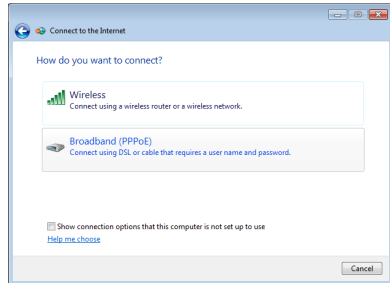 Connect to the Internet
How do you want to connect?
Wireless
Connect using a wireless router or a wireless network.
Broadband (PPPoE)
Connect using DSL or cable that requires a user name and password.
Show connection options that this computer is not set up to use
Help me choose
Cancel